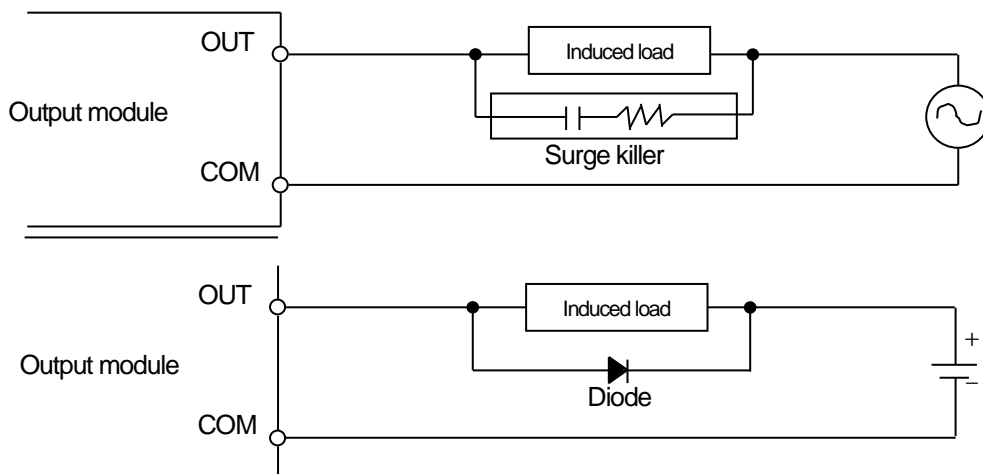 OUT
Induced load
Output module
Surge killer
COM
OUT
Induced load
+
Output module
−
Diode
COM